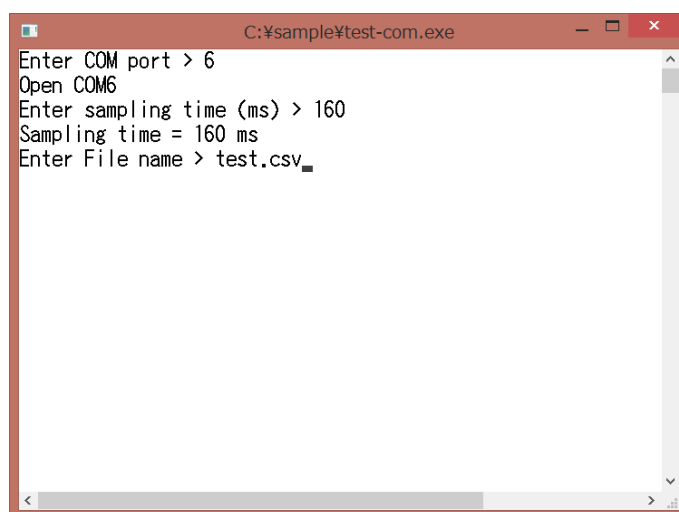 C:¥sample¥test-com.exe
Enter COM port > 6
Open COM6
Enter sampling time (ms) > 160
Sampling time = 160 ms
Enter File name > test.csv